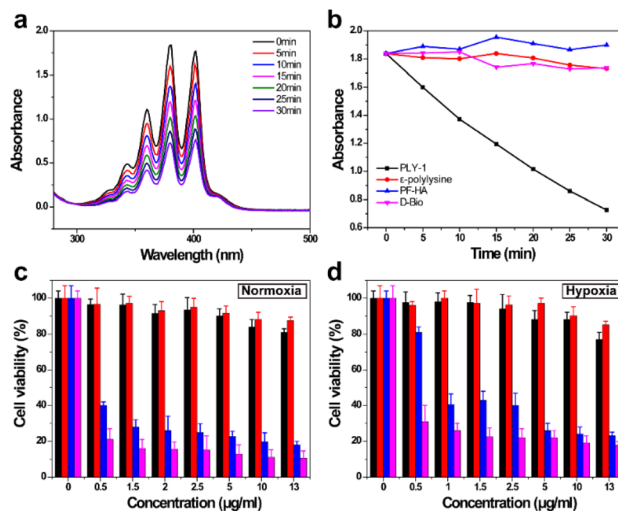 a
2.0
1.5
1.0
0.5
0.0
Absorbance
300
400
500
Wavelength (nm)
0min
5min
10min
15min
20min
25min
30min
b
2.0
1.8
1.6
1.4
1.2
1.0
0.8
0.6
Absorbance
0
5
10
15
20
25
30
Time (min)
PLY-1
ε-polylysine
PF-HA
D-Bio
c
Normoxia
100
80
60
40
20
0
Cell viability (%)
0
0.5
1.5
2
2.5
5
10
13
Concentration (μg/ml)
d
Hypoxia
100
80
60
40
20
0
Cell viability (%)
0
0.5
1
1.5
2.5
5
10
13
Concentration (μg/ml)